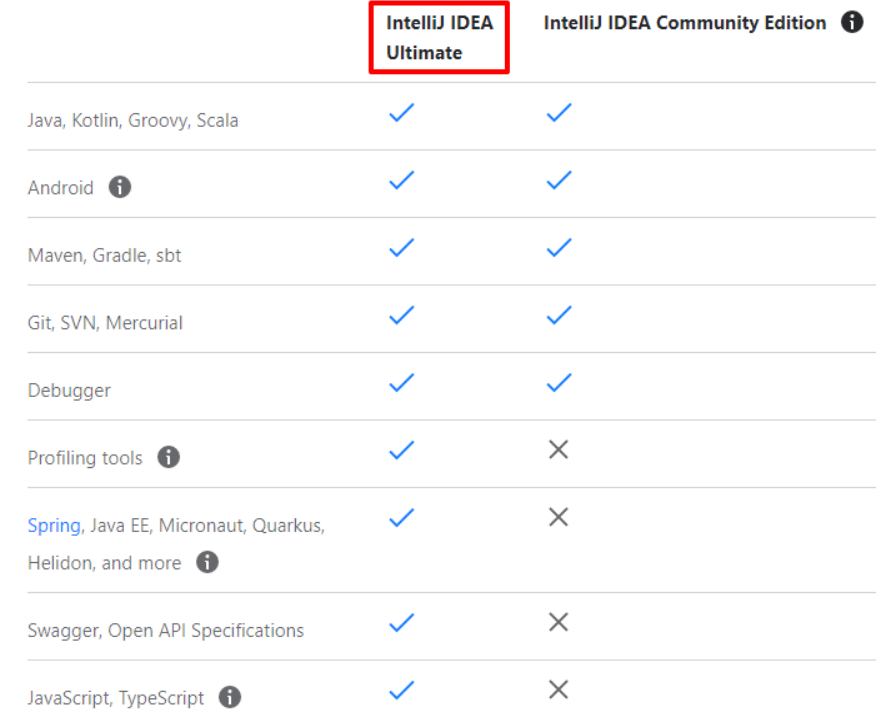 IntelliJ IDEA Ultimate
IntelliJ IDEA Community Edition
Java, Kotlin, Groovy, Scala
Android
Maven, Gradle, sbt
Git, SVN, Mercurial
Debugger
Profiling tools
Spring, Java EE, Micronaut, Quarkus,
Helidon, and more
Swagger, Open API Specifications
JavaScript, TypeScript